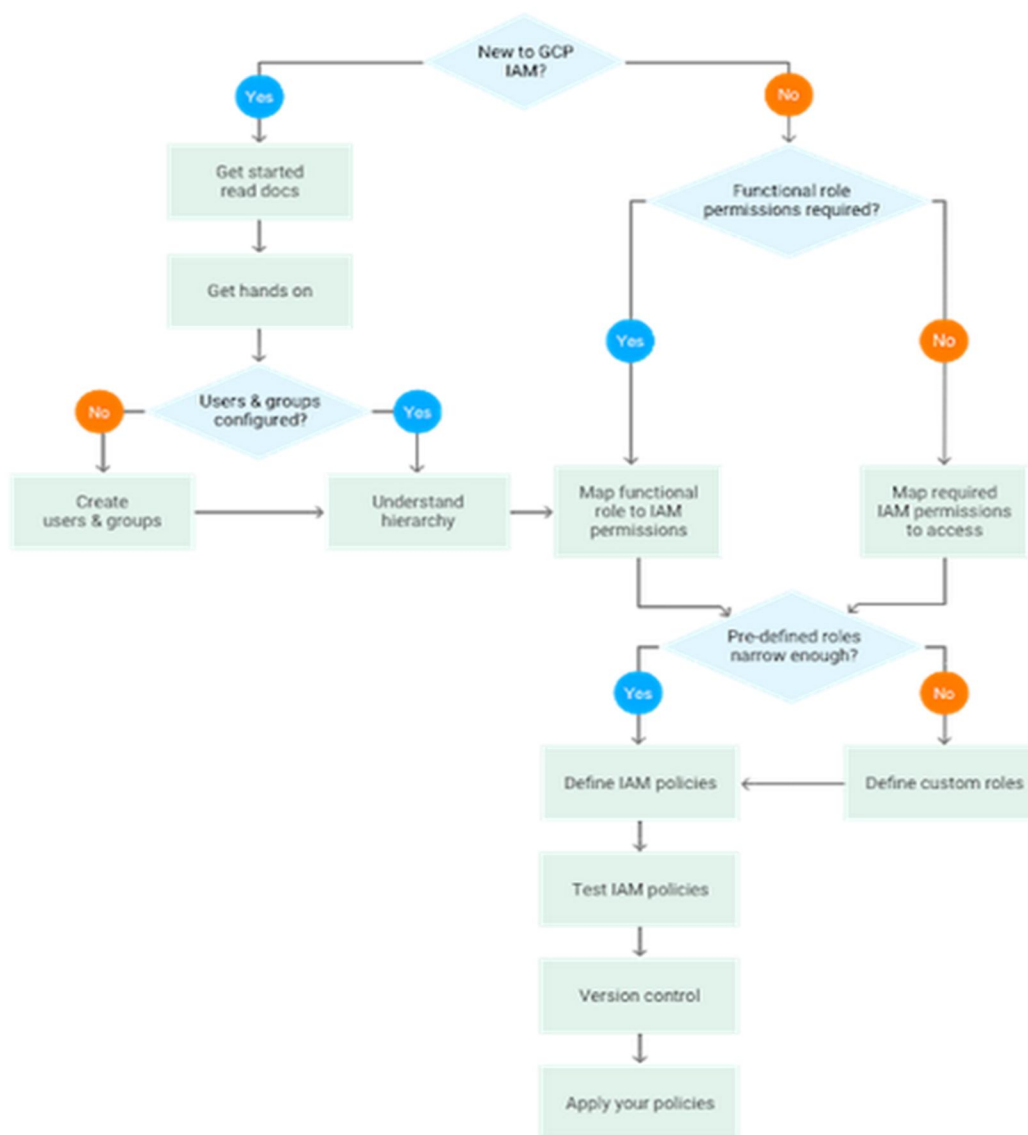 New to GCP
IAM?
Yes
No
Get started
read docs
Functional role
permissions required?
Get hands on
Yes
No
Users & groups
configured?
No
Yes
Create
users & groups
Understand
hierarchy
Map functional
role to IAM
permissions
Map required
IAM permissions
to access
Pre-defined roles
narrow enough?
Yes
No
Define IAM policies
Define custom roles
Test IAM policies
Version control
Apply your policies